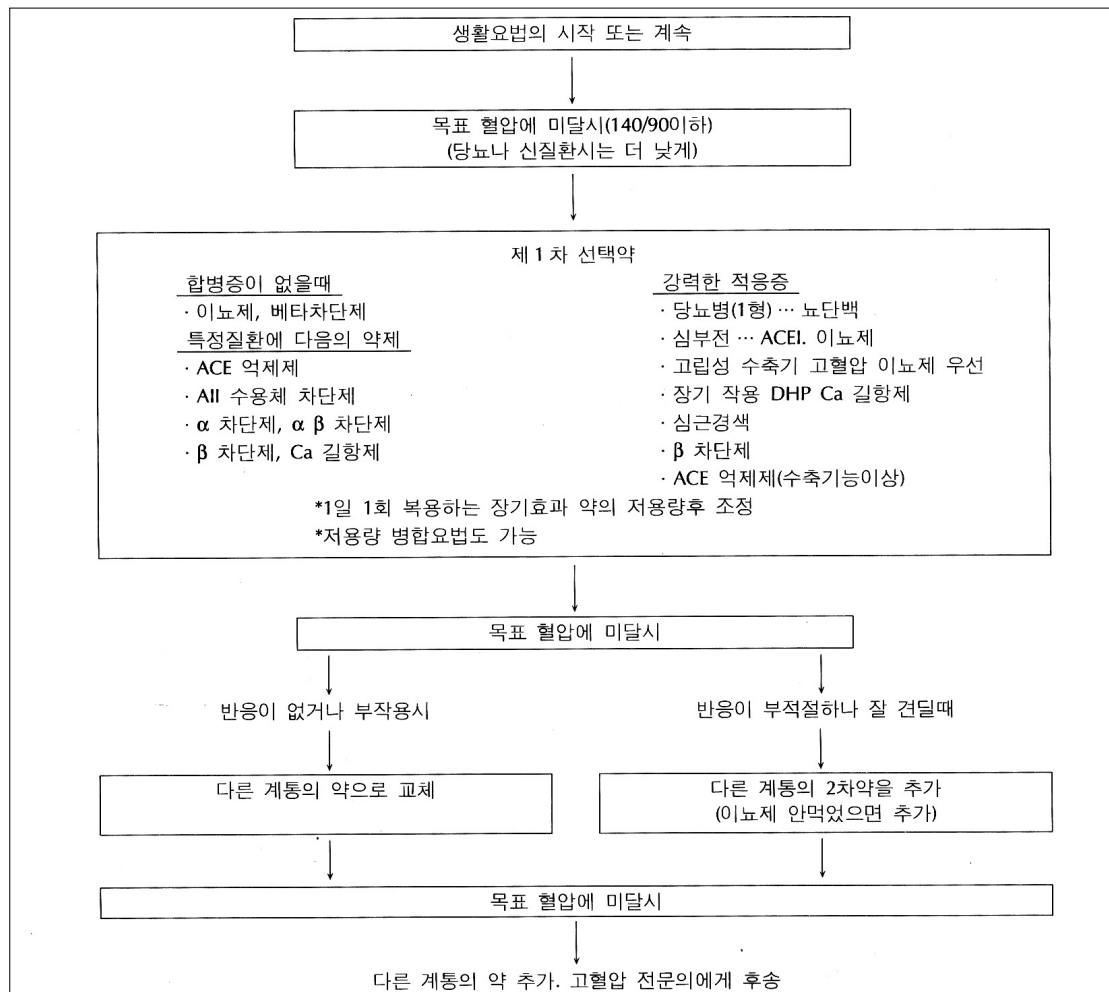 생활요법의 시작 또는 계속
목표 혈압에 미달시(140/90이하)
(당뇨나 신질환시는 더 낮게)
제 1 차 선택약
합병증이 없을때
· 이뇨제, 베타차단제
특정질환에 다음의 약제
· ACE 억제제
· AII 수용체 차단제
· α 차단제, α β 차단제
· β 차단제, Ca 길항제
강력한 적응증
· 당뇨병(1형) ··· 뇨단백
· 심부전 ··· ACEI. 이뇨제
· 고립성 수축기 고혈압 이뇨제 우선
· 장기 작용 DHP Ca 길항제
· 심근경색
· β 차단제
· ACE 억제제(수축기능이상)
*1일 1회 복용하는 장기효과 약의 저용량후 조정
*저용량 병합요법도 가능
목표 혈압에 미달시
반응이 없거나 부작용시
반응이 부적절하나 잘 견딜때
다른 계통의 약으로 교체
다른 계통의 2차약을 추가
(이뇨제 안먹었으면 추가)
목표 혈압에 미달시
다른 계통의 약 추가. 고혈압 전문의에게 후송